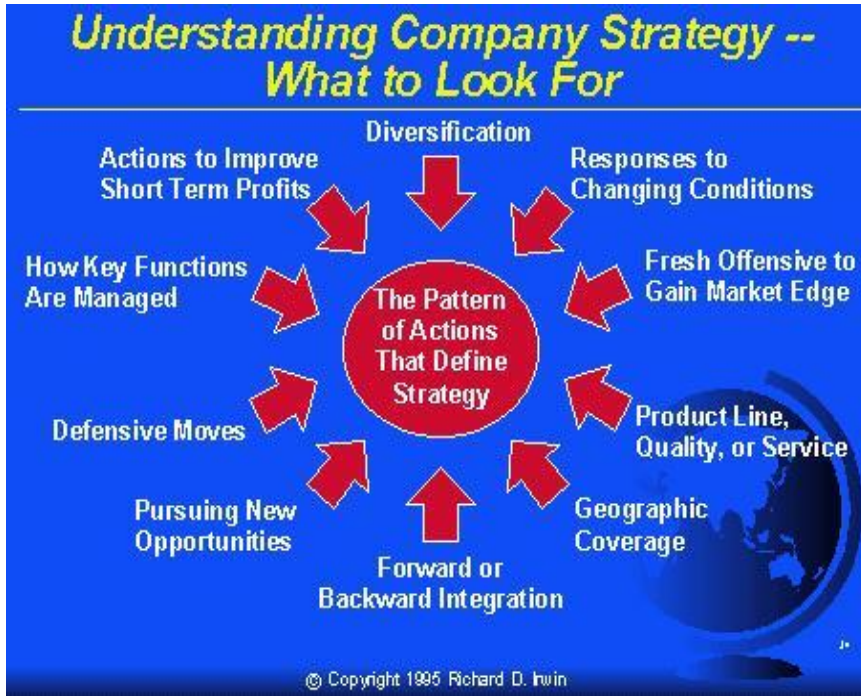 Understanding Company Strategy --
What to Look For
Diversification
Actions to Improve
Short Term Profits
Responses to
Changing Conditions
How Key Functions
Are Managed
Fresh Offensive to
Gain Market Edge
The Pattern
of Actions
That Define
Strategy
Defensive Moves
Product Line,
Quality, or Service
Pursuing New
Opportunities
Geographic
Coverage
Forward or
Backward Integration
© Copyright 1995 Richard D. Irwin